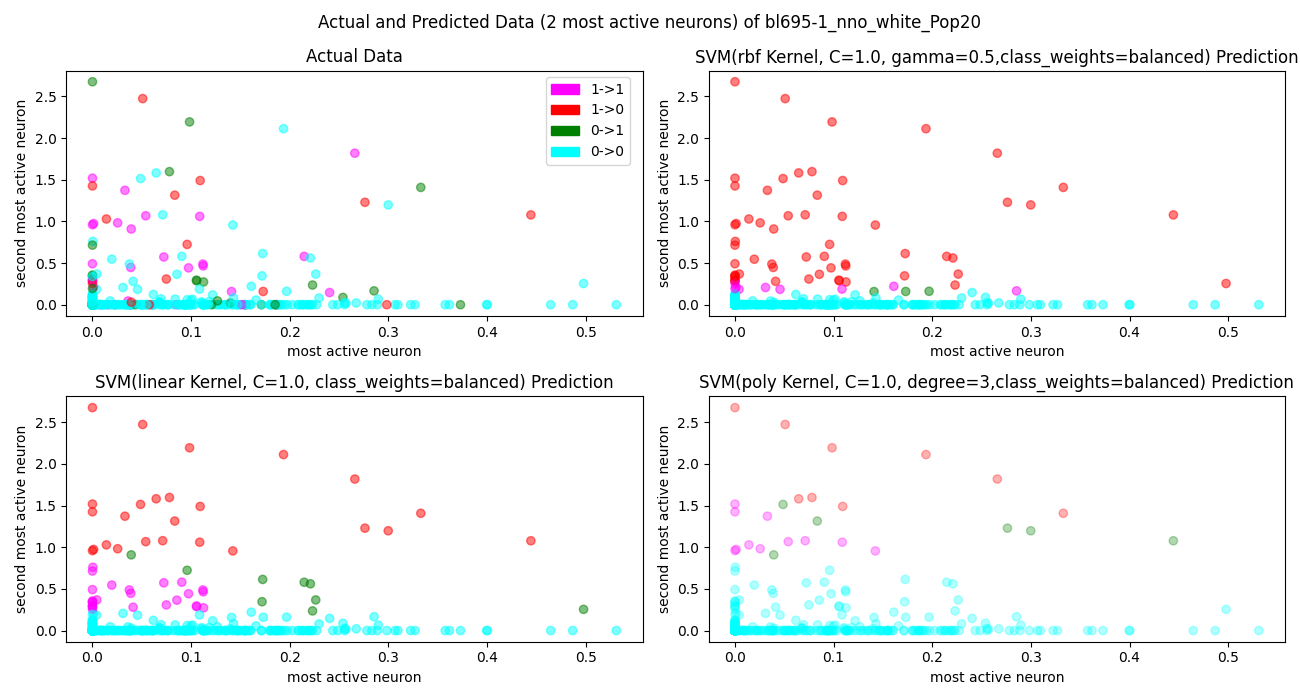 Actual and Predicted Data (2 most active neurons) of bl695-1_nno_white_Pop20
Actual Data
2.5
2.0
1.5
1.0
0.5
0.0
second most active neuron
0.0 0.1 0.2 0.3 0.4 0.5
most active neuron
1->1
1->0
0->1
0->0
SVM(rbf Kernel, C=1.0, gamma=0.5,class_weights=balanced) Prediction
2.5
2.0
1.5
1.0
0.5
0.0
second most active neuron
0.0 0.1 0.2 0.3 0.4 0.5
most active neuron
SVM(linear Kernel, C=1.0, class_weights=balanced) Prediction
2.5
2.0
1.5
1.0
0.5
0.0
second most active neuron
0.0 0.1 0.2 0.3 0.4 0.5
most active neuron
SVM(poly Kernel, C=1.0, degree=3,class_weights=balanced) Prediction
2.5
2.0
1.5
1.0
0.5
0.0
second most active neuron
0.0 0.1 0.2 0.3 0.4 0.5
most active neuron